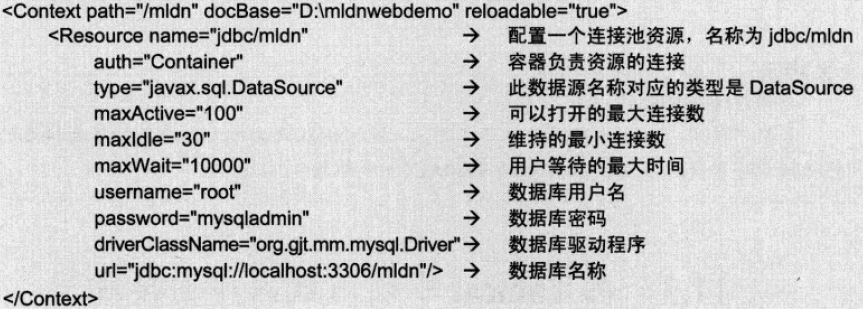 <Context path="/mldn" docBase="D:\mldnwebdemo" reloadable="true">
<Resource name="jdbc/mldn" → 配置一个连接池资源，名称为 jdbc/mldn
auth="Container" → 容器负责资源的连接
type="javax.sql.DataSource" → 此数据源名称对应的类型是 DataSource
maxActive="100" → 可以打开的最大连接数
maxIdle="30" → 维持的最小连接数
maxWait="10000" → 用户等待的最大时间
username="root" → 数据库用户名
password="mysqladmin" → 数据库密码
driverClassName="org.gjt.mm.mysql.Driver" → 数据库驱动程序
url="jdbc:mysql://localhost:3306/mldn"/> → 数据库名称
</Context>